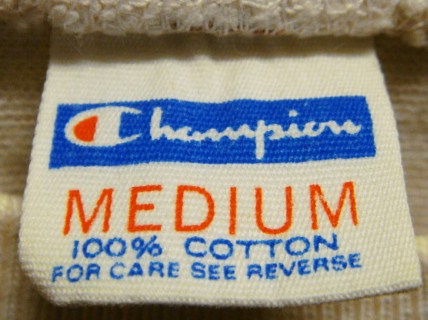 Champion
MEDIUM
100% COTTON
FOR CARE SEE REVERSE